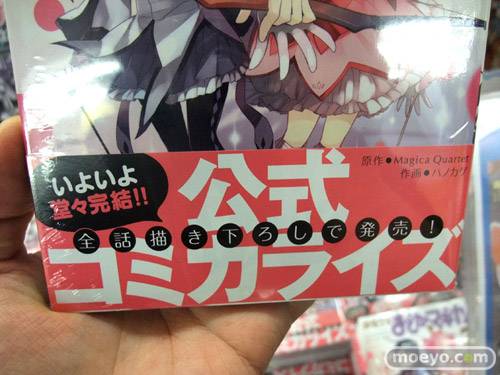 原作●Magica Quartet
作画●ハノカゲ
いよいよ
堂々完結!!
公式
全話描き下ろしで発売!
コミカライズ
moeyo.com